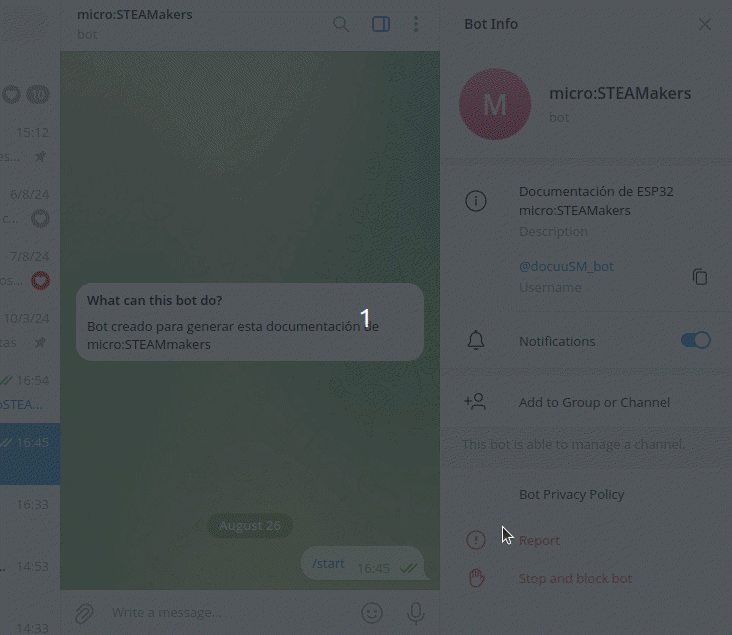 micro:STEAMakers
bot
Bot Info
micro:STEAMakers
bot
M
10
15:12
es...
6/8/24
c...
7/8/24
os...
10/3/24
tas
16:54
oSTEA...
16:45
16:33
14:53
14:33
What can this bot do?
Bot creado para generar esta documentación de
micro:STEAMmakers
1
August 26
/start 16:45
Write a message...
Documentación de ESP32
micro:STEAMakers
Description
@docuuSM_bot
Username
Notifications
Add to Group or Channel
This bot is able to manage a channel.
Bot Privacy Policy
Report
Stop and block bot